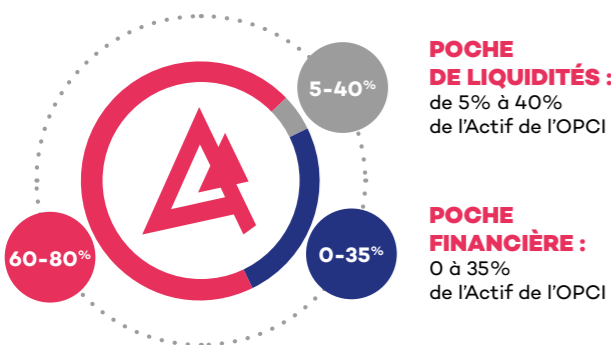 5-40%
POCHE
DE LIQUIDITÉS :
de 5% à 40%
de l’Actif de l’OPCI
60-80%
0-35%
POCHE
FINANCIÈRE :
0 à 35%
de l’Actif de l’OPCI